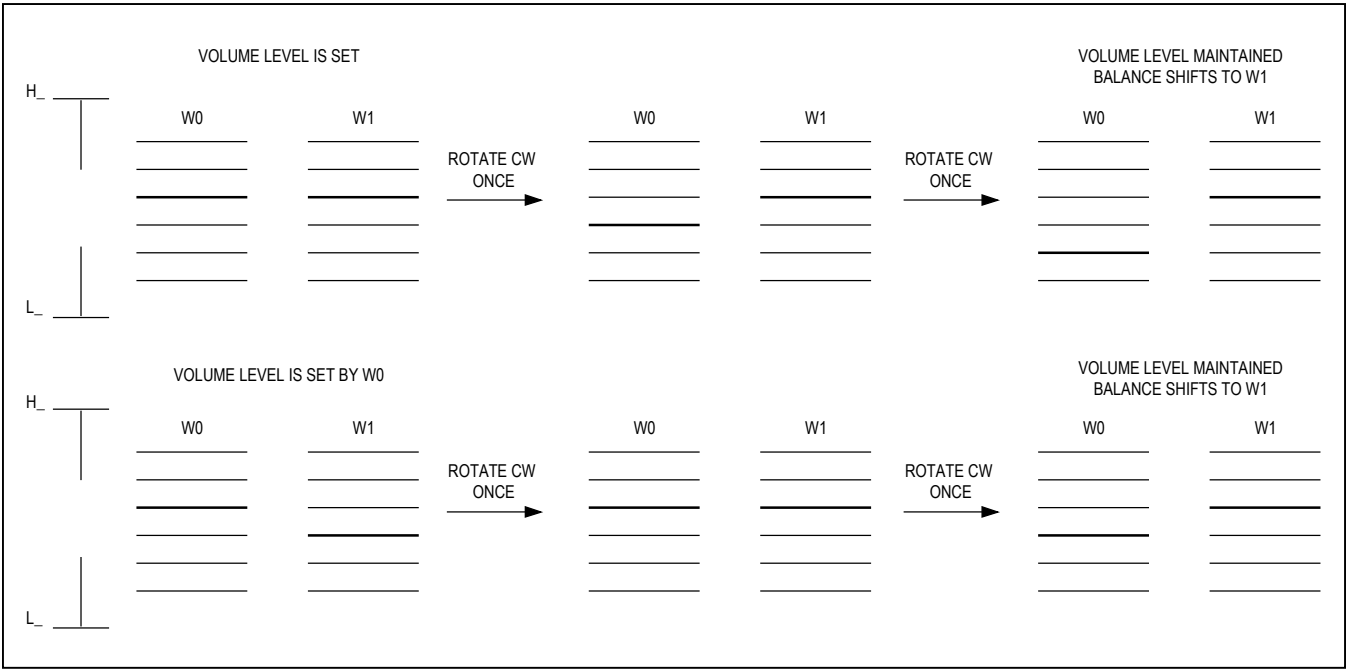 VOLUME LEVEL IS SET
VOLUME LEVEL MAINTAINED
BALANCE SHIFTS TO W1
H_
W0
W1
W0
W1
W0
W1
ROTATE CW
ONCE
ROTATE CW
ONCE
L_
VOLUME LEVEL IS SET BY W0
VOLUME LEVEL MAINTAINED
BALANCE SHIFTS TO W1
H_
W0
W1
W0
W1
W0
W1
ROTATE CW
ONCE
ROTATE CW
ONCE
L_